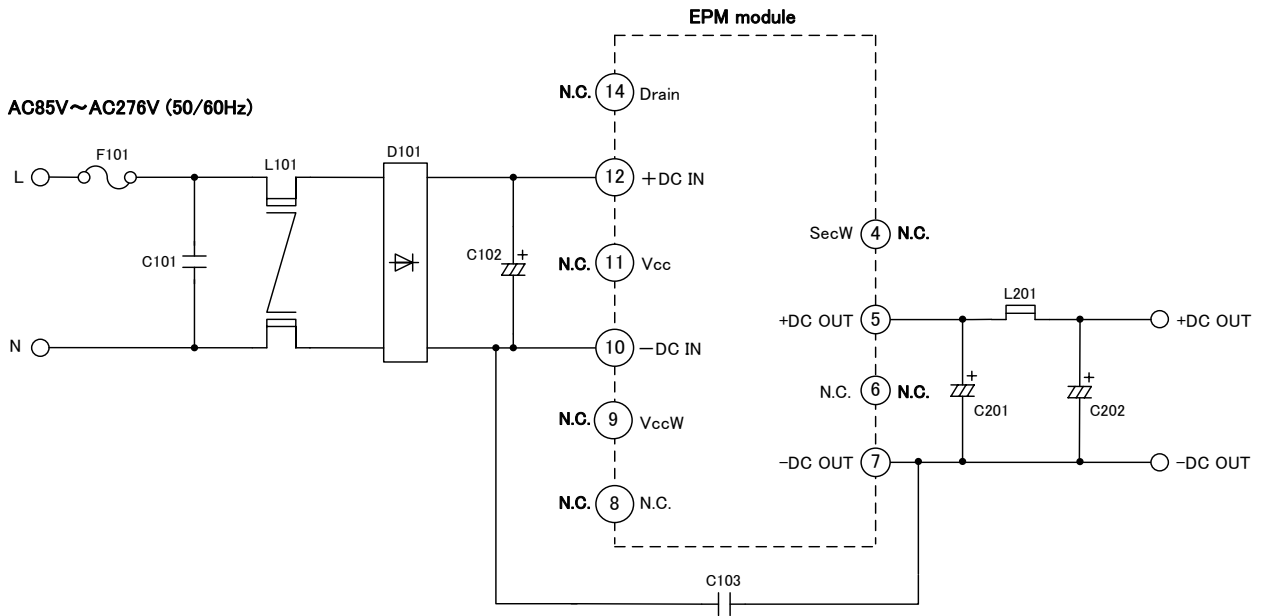 EPM module
N.C. 14 Drain
AC85V～AC276V (50/60Hz)
F101
L101
D101
L
12 +DC IN
SecW 4 N.C.
C101
C102 +
N.C. 11 Vcc
L201
+DC OUT 5
+DC OUT
N
10 -DC IN
N.C. 6 N.C.
+
C201
+
C202
N.C. 9 VccW
-DC OUT 7
-DC OUT
N.C. 8 N.C.
C103